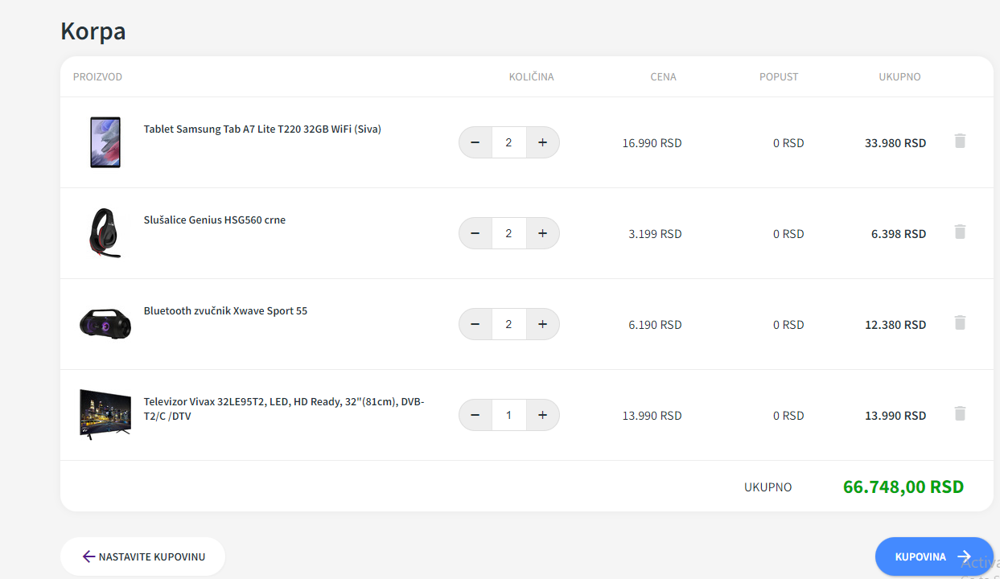 Korpa
PROIZVOD KOLIČINA CENA POPUST UKUPNO
Tablet Samsung Tab A7 Lite T220 32GB WiFi (Siva)
− 2 + 16.990 RSD 0 RSD 33.980 RSD
Slušalice Genius HSG560 crne
− 2 + 3.199 RSD 0 RSD 6.398 RSD
Bluetooth zvučnik Xwave Sport 55
− 2 + 6.190 RSD 0 RSD 12.380 RSD
Televizor Vivax 32LE95T2, LED, HD Ready, 32"(81cm), DVB-
T2/C /DTV
− 1 + 13.990 RSD 0 RSD 13.990 RSD
UKUPNO 66.748,00 RSD
NASTAVITE KUPOVINU KUPOVINA
Activa